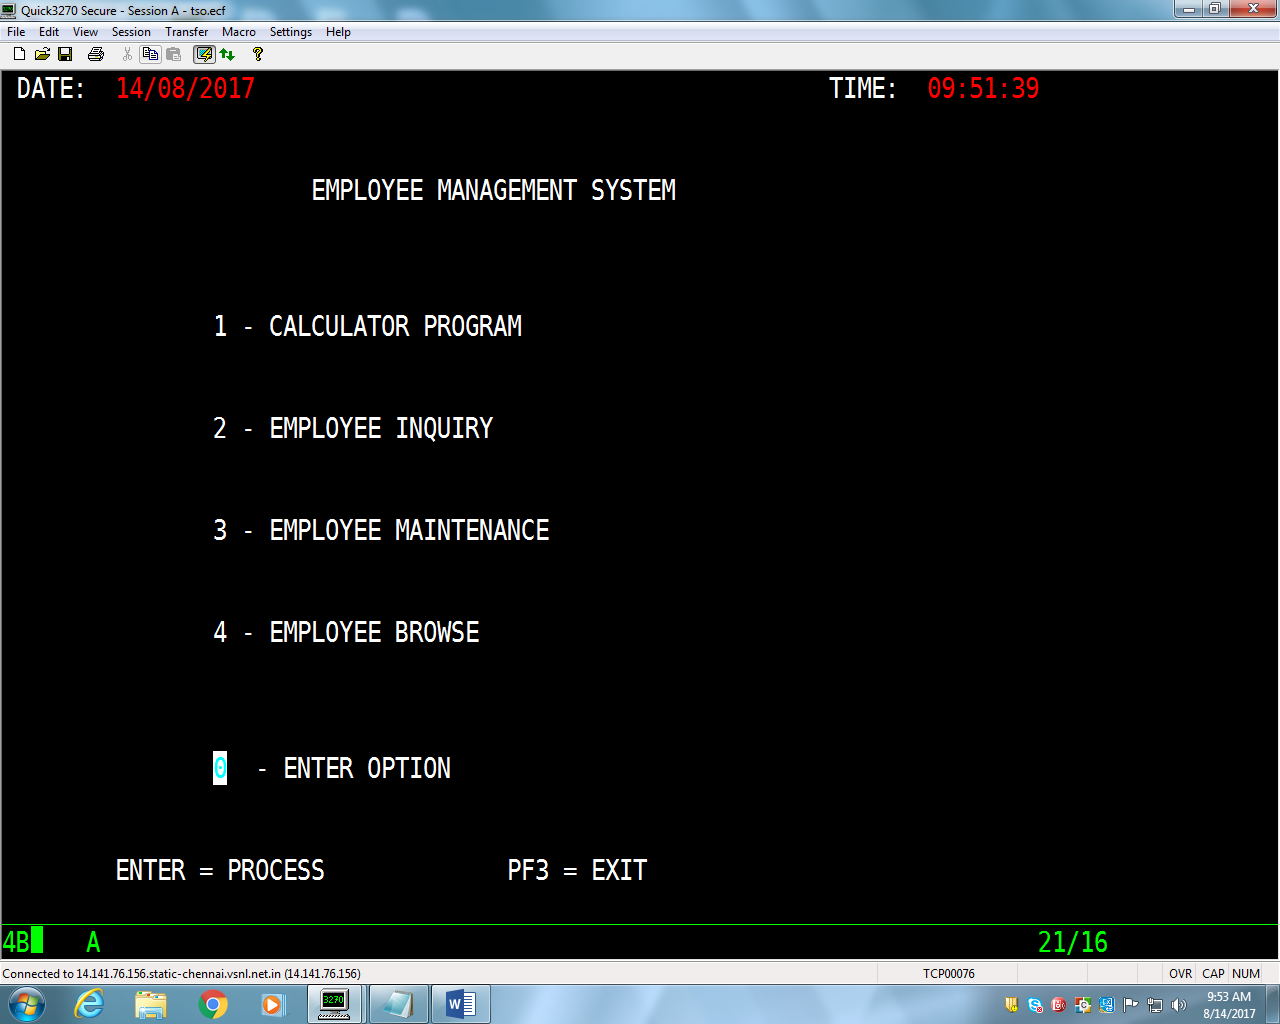 Quick3270 Secure - Session A - tso.ecf
File Edit View Session Transfer Macro Settings Help
DATE: 14/08/2017 TIME: 09:51:39
EMPLOYEE MANAGEMENT SYSTEM
1 - CALCULATOR PROGRAM
2 - EMPLOYEE INQUIRY
3 - EMPLOYEE MAINTENANCE
4 - EMPLOYEE BROWSE
0 - ENTER OPTION
ENTER = PROCESS PF3 = EXIT
4B A 21/16
Connected to 14.141.76.156.static-chennai.vsnl.net.in (14.141.76.156) TCP00076 OVR CAP NUM
3270 9:53 AM
8/14/2017